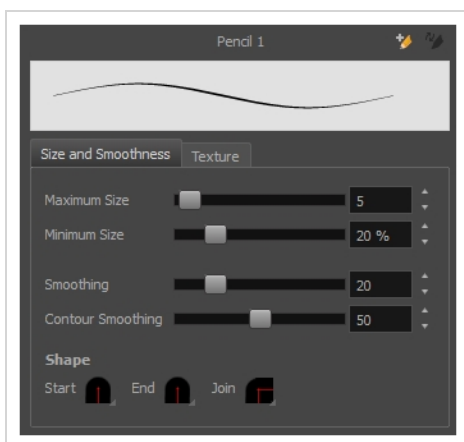 Pencil 1
Size and Smoothness Texture
Maximum Size 5
Minimum Size 20 %
Smoothing 20
Contour Smoothing 50
Shape
Start End Join